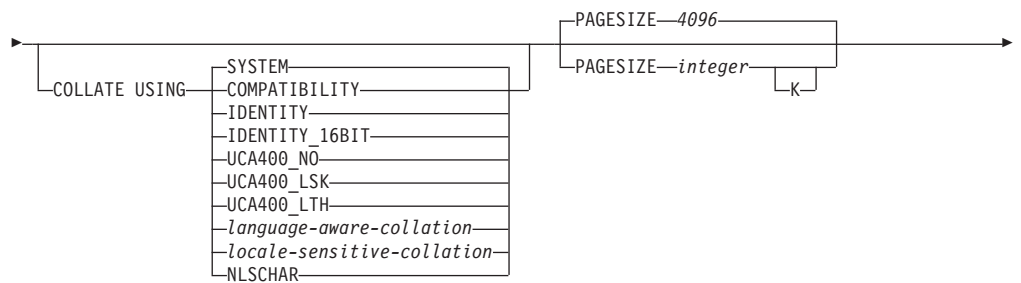 PAGESIZE 4096
SYSTEM
PAGESIZE integer
COLLATE USING COMPATIBILITY
K
IDENTITY
IDENTITY_16BIT
UCA400_NO
UCA400_LSK
UCA400_LTH
language-aware-collation
locale-sensitive-collation
NLSCHAR